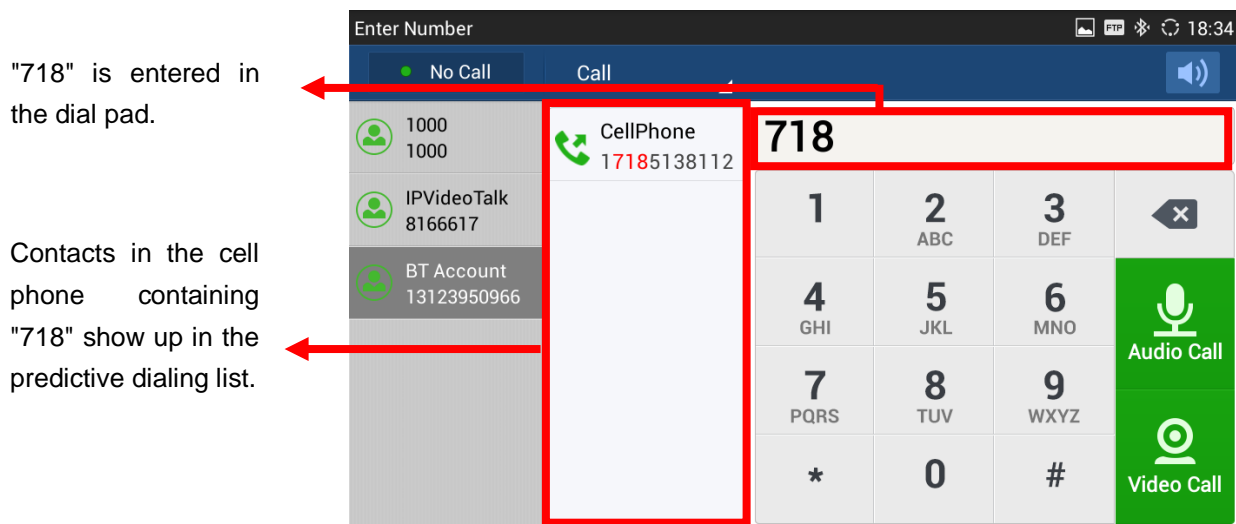 "718" is entered in
the dial pad.
Contacts in the cell
phone containing
"718" show up in the
predictive dialing list.
Enter Number
FTP 18:34
No Call Call
1000
1000
IPVideoTalk
8166617
BT Account
13123950966
CellPhone
17185138112
718
1 2 3
ABC DEF
4 5 6
GHI JKL MNO
Audio Call
7 8 9
PQRS TUV WXYZ
* 0 #
Video Call